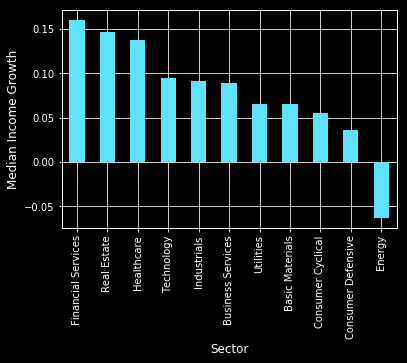 Median Income Growth
0.15
0.10
0.05
0.00
−0.05
Financial Services
Real Estate
Healthcare
Technology
Industrials
Business Services
Utilities
Basic Materials
Consumer Cyclical
Consumer Defensive
Energy
Sector